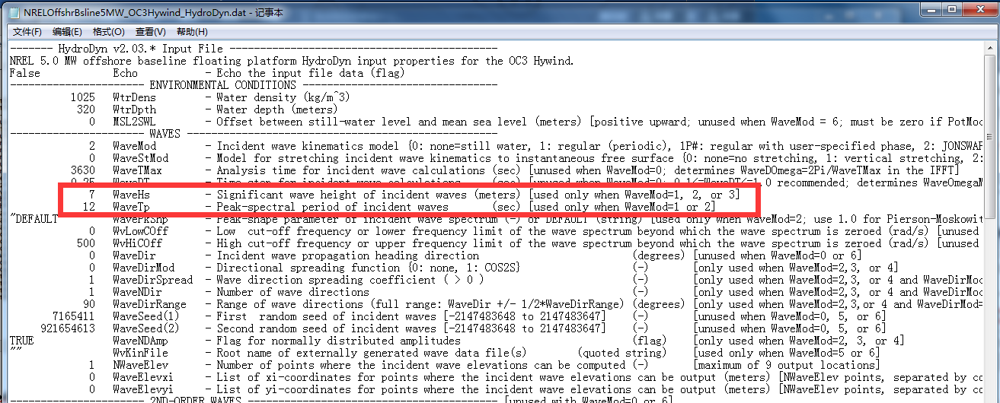 NRELOffshrBsline5MW_OC3Hywind_HydroDyn.dat - 记事本
文件(F) 编辑(E) 格式(O) 查看(V) 帮助(H)
------- HydroDyn v2.03.* Input File --------------------------------------------
NREL 5.0 MW offshore baseline floating platform HydroDyn input properties for the OC3 Hywind.
False Echo - Echo the input file data (flag)
---------------------- ENVIRONMENTAL CONDITIONS --------------------------------
1025 WtrDens - Water density (kg/m^3)
320 WtrDpth - Water depth (meters)
0 MSL2SWL - Offset between still-water level and mean sea level (meters) [positive upward; unused when WaveMod = 6; must be zero if PotMod
---------------------- WAVES ---------------------------------------------------
2 WaveMod - Incident wave kinematics model {0: none=still water, 1: regular (periodic), 1P#: regular with user-specified phase, 2: JONSWAP
0 WaveStMod - Model for stretching incident wave kinematics to instantaneous free surface {0: none=no stretching, 1: vertical stretching, 2:
3630 WaveTMax - Analysis time for incident wave calculations (sec) [unused when WaveMod=0; determines WaveDOmega=2Pi/WaveTMax in the IFFT]
0.25 WaveDT - Time step for incident wave calculations (sec) [unused when WaveMod=0; 0.1<=WaveDT<=1.0 recommended; determines WaveOmegaM
7 WaveHs - Significant wave height of incident waves (meters) [used only when WaveMod=1, 2, or 3]
12 WaveTp - Peak-spectral period of incident waves (sec) [used only when WaveMod=1 or 2]
"DEFAULT WavePkShp - Peak-shape parameter of incident wave spectrum (-) or DEFAULT (string) [used only when WaveMod=2; use 1.0 for Pierson-Moskowit
0 WvLowCOff - Low cut-off frequency or lower frequency limit of the wave spectrum beyond which the wave spectrum is zeroed (rad/s) [unused
500 WvHiCOff - High cut-off frequency or upper frequency limit of the wave spectrum beyond which the wave spectrum is zeroed (rad/s) [unused
0 WaveDir - Incident wave propagation heading direction (degrees) [unused when WaveMod=0 or 6]
0 WaveDirMod - Directional spreading function {0: none, 1: COS2S} (-) [only used when WaveMod=2,3, or 4]
1 WaveDirSpread - Wave direction spreading coefficient ( > 0 ) (-) [only used when WaveMod=2,3, or 4 and WaveDirMod
1 WaveNDir - Number of wave directions (-) [only used when WaveMod=2,3, or 4 and WaveDirMod
90 WaveDirRange - Range of wave directions (full range: WaveDir +/- 1/2*WaveDirRange) (degrees) [only used when WaveMod=2,3,or 4 and WaveDirMod=
7165411 WaveSeed(1) - First random seed of incident waves [-2147483648 to 2147483647] (-) [unused when WaveMod=0, 5, or 6]
921654613 WaveSeed(2) - Second random seed of incident waves [-2147483648 to 2147483647] (-) [unused when WaveMod=0, 5, or 6]
TRUE WaveNDAmp - Flag for normally distributed amplitudes (flag) [only used when WaveMod=2, 3, or 4]
"" WvKinFile - Root name of externally generated wave data file(s) (quoted string) [used only when WaveMod=5 or 6]
1 NWaveElev - Number of points where the incident wave elevations can be computed (-) [maximum of 9 output locations]
0 WaveElevxi - List of xi-coordinates for points where the incident wave elevations can be output (meters) [NWaveElev points, separated by co
0 WaveElevyi - List of yi-coordinates for points where the incident wave elevations can be output (meters) [NWaveElev points, separated by co
---------------------- 2ND-ORDER WAVES ----------------------------------------- [unused with WaveMod=0 or 6]